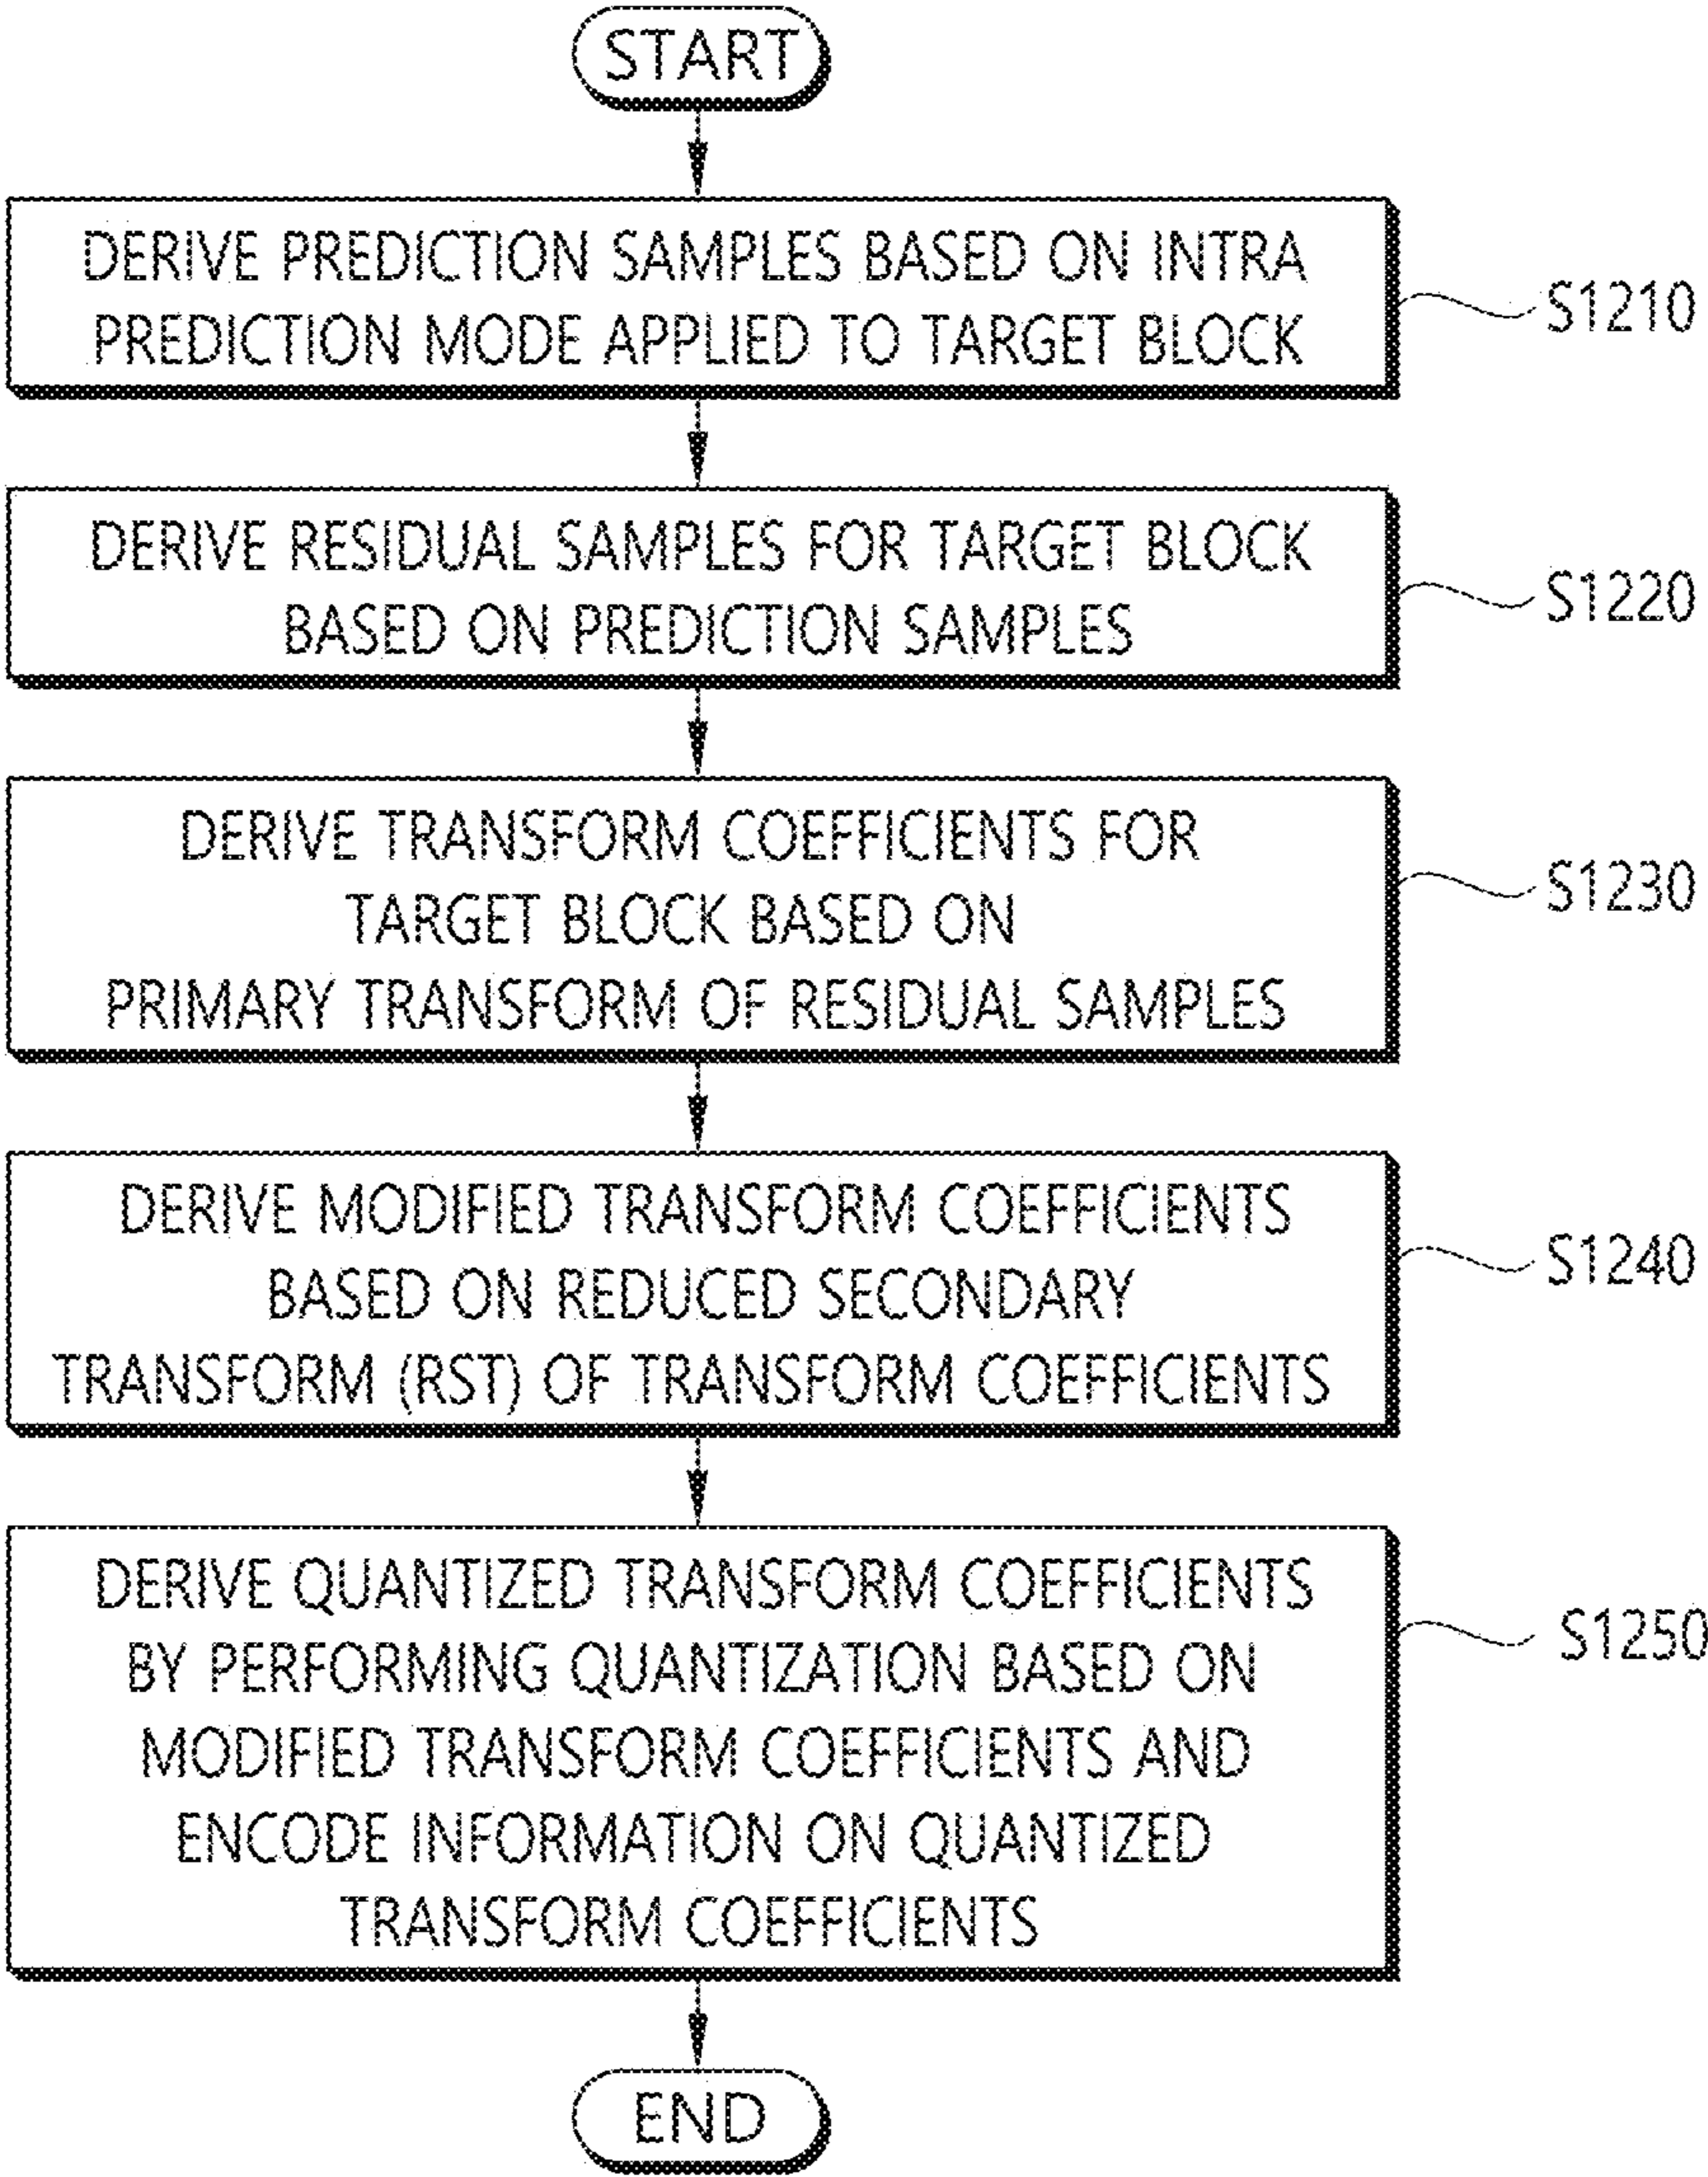 START
DERIVE PREDICTION SAMPLES BASED ON INTRA
PREDICTION MODE APPLIED TO TARGET BLOCK
S1210
DERIVE RESIDUAL SAMPLES FOR TARGET BLOCK
BASED ON PREDICTION SAMPLES
S1220
DERIVE TRANSFORM COEFFICIENTS FOR
TARGET BLOCK BASED ON
PRIMARY TRANSFORM OF RESIDUAL SAMPLES
S1230
DERIVE MODIFIED TRANSFORM COEFFICIENTS
BASED ON REDUCED SECONDARY
TRANSFORM (RST) OF TRANSFORM COEFFICIENTS
S1240
DERIVE QUANTIZED TRANSFORM COEFFICIENTS
BY PERFORMING QUANTIZATION BASED ON
MODIFIED TRANSFORM COEFFICIENTS AND
ENCODE INFORMATION ON QUANTIZED
TRANSFORM COEFFICIENTS
S1250
END